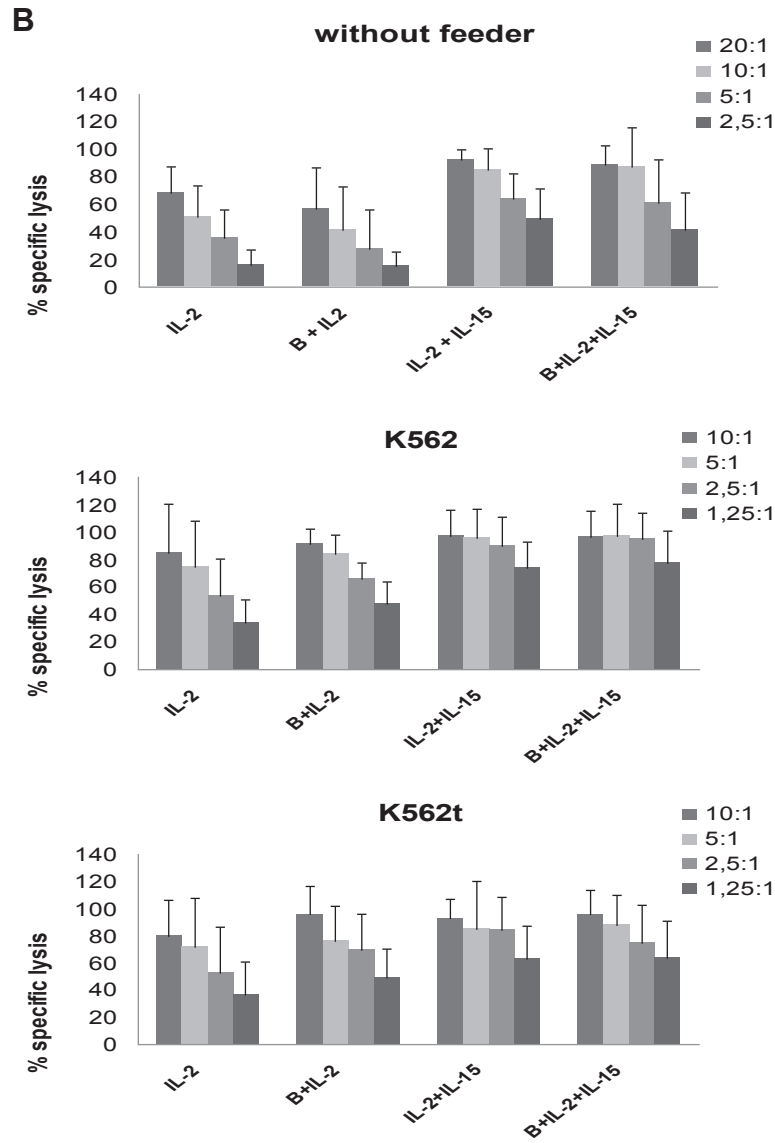 B
without feeder
20:1
10:1
5:1
2,5:1
140
120
100
80
60
40
20
0
% specific lysis
IL-2
B + IL2
IL-2 + IL-15
B+IL-2+IL-15
K562
10:1
5:1
2,5:1
1,25:1
140
120
100
80
60
40
20
0
% specific lysis
IL-2
B+IL-2
IL-2+IL-15
B+IL-2+IL-15
K562t
10:1
5:1
2,5:1
1,25:1
140
120
100
80
60
40
20
0
% specific lysis
IL-2
B+IL-2
IL-2+IL-15
B+IL-2+IL-15